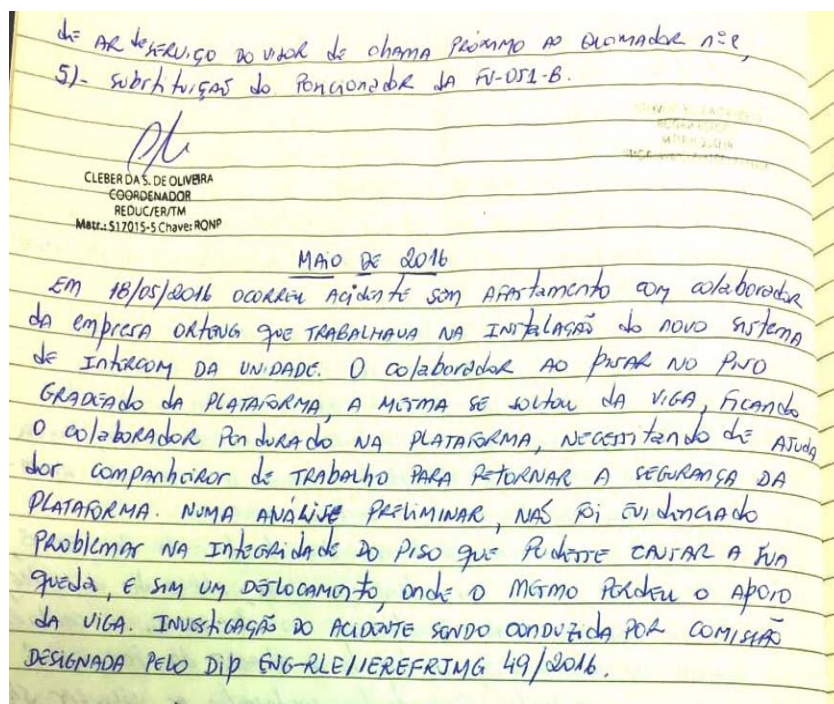 de AR de SERVIÇO DO VISOR de chama PRÓXIMO AO QUEIMADOR nº 2,
5)- Substituição do Poncionador DA FV-051-B.
CLEBER DA S. DE OLIVEIRA
COORDENADOR
REDUC/ER/TM
Matr.: 517015-5 Chave: RQNP
MAIO DE 2016
EM 18/05/2016 OCORREU Acidente sem AFAstamento com colaborador
dA empresA ORTENG que TRABALHAVA NA INStALAÇÃO do novo sistema
de INteRCOM DA UNIDADE. O colaborador AO PISAR NO PISO
GRADEADO dA PLATAFORMA, A MESMA SE soltou dA VIGA, FICANdo
O colaborador PENdURAdo NA PLATAFORMA, NECESSitANdo de AJUdA
dos companheiros de TRABALHO PARA RETORNAR A SEGURANÇA DA
PLATAFORMA. NUMA ANÁLISE PRELIMINAR, NÃO FOI EVIdenciAdo
PROblemAs NA INtEGRIdAde DO PISO que PUdESSE CAUSAR A SUA
quedA, E SIM UM DESLOCAMENTO, onde O MESMO PERdeu O APOIO
dA VIGA. INVEStIGAÇÃO DO ACIDENTE SENDO CONDUZIdA POR COMISSÃO
DESIGNADA PELO DIP ENG-RLE/IEREFRJMG 49/2016.